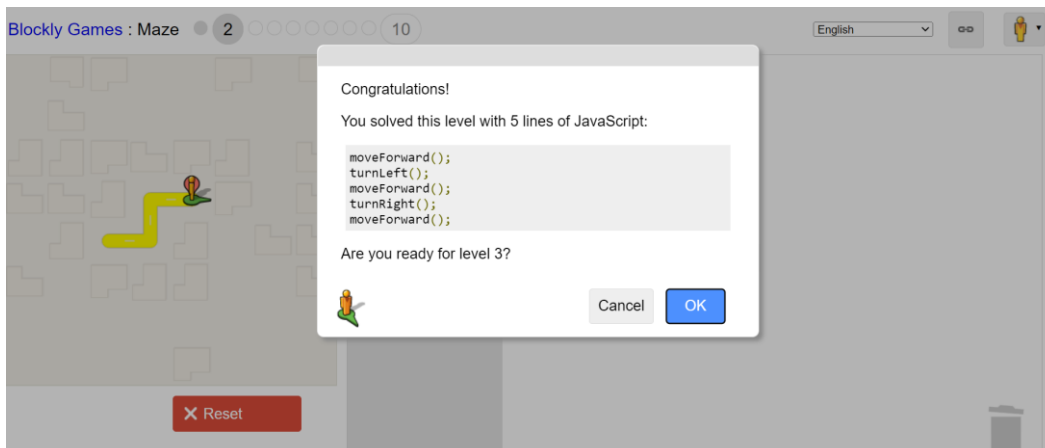 Blockly Games : Maze 2 10 English
Congratulations!
You solved this level with 5 lines of JavaScript:
moveForward();
turnLeft();
moveForward();
turnRight();
moveForward();
Are you ready for level 3?
Cancel OK
Reset